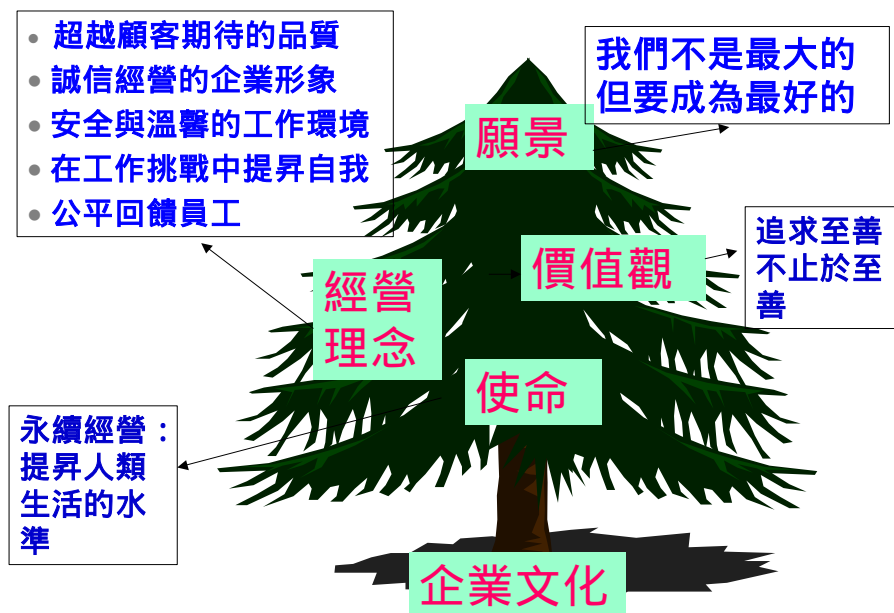 • 超越顧客期待的品質
• 誠信經營的企業形象
• 安全與溫馨的工作環境
• 在工作挑戰中提昇自我
• 公平回饋員工
我們不是最大的
但要成為最好的
願景
價值觀
追求至善
不止於至
善
經營
理念
使命
永續經營：
提昇人類
生活的水
準
企業文化